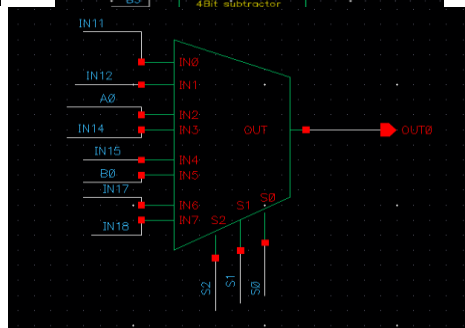 B3
4Bit subtractor
IN11
IN0
IN12
IN1
A0
IN2
IN14
IN3
OUT
OUT0
IN15
IN4
B0
IN5
IN17
IN6
S0
S1
IN7
S2
IN18
S2
S1
S0